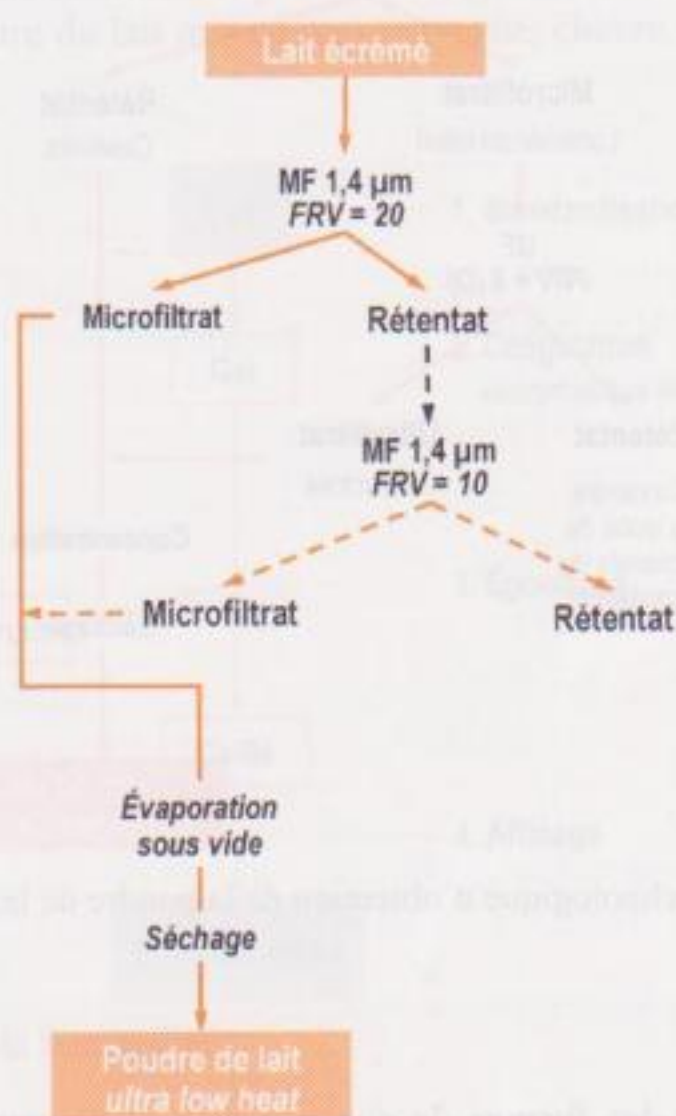 Lait écrémé
MF 1,4 µm
FRV = 20
Microfiltrat
Rétentat
MF 1,4 µm
FRV = 10
Microfiltrat
Rétentat
Évaporation
sous vide
Séchage
Poudre de lait
ultra low heat